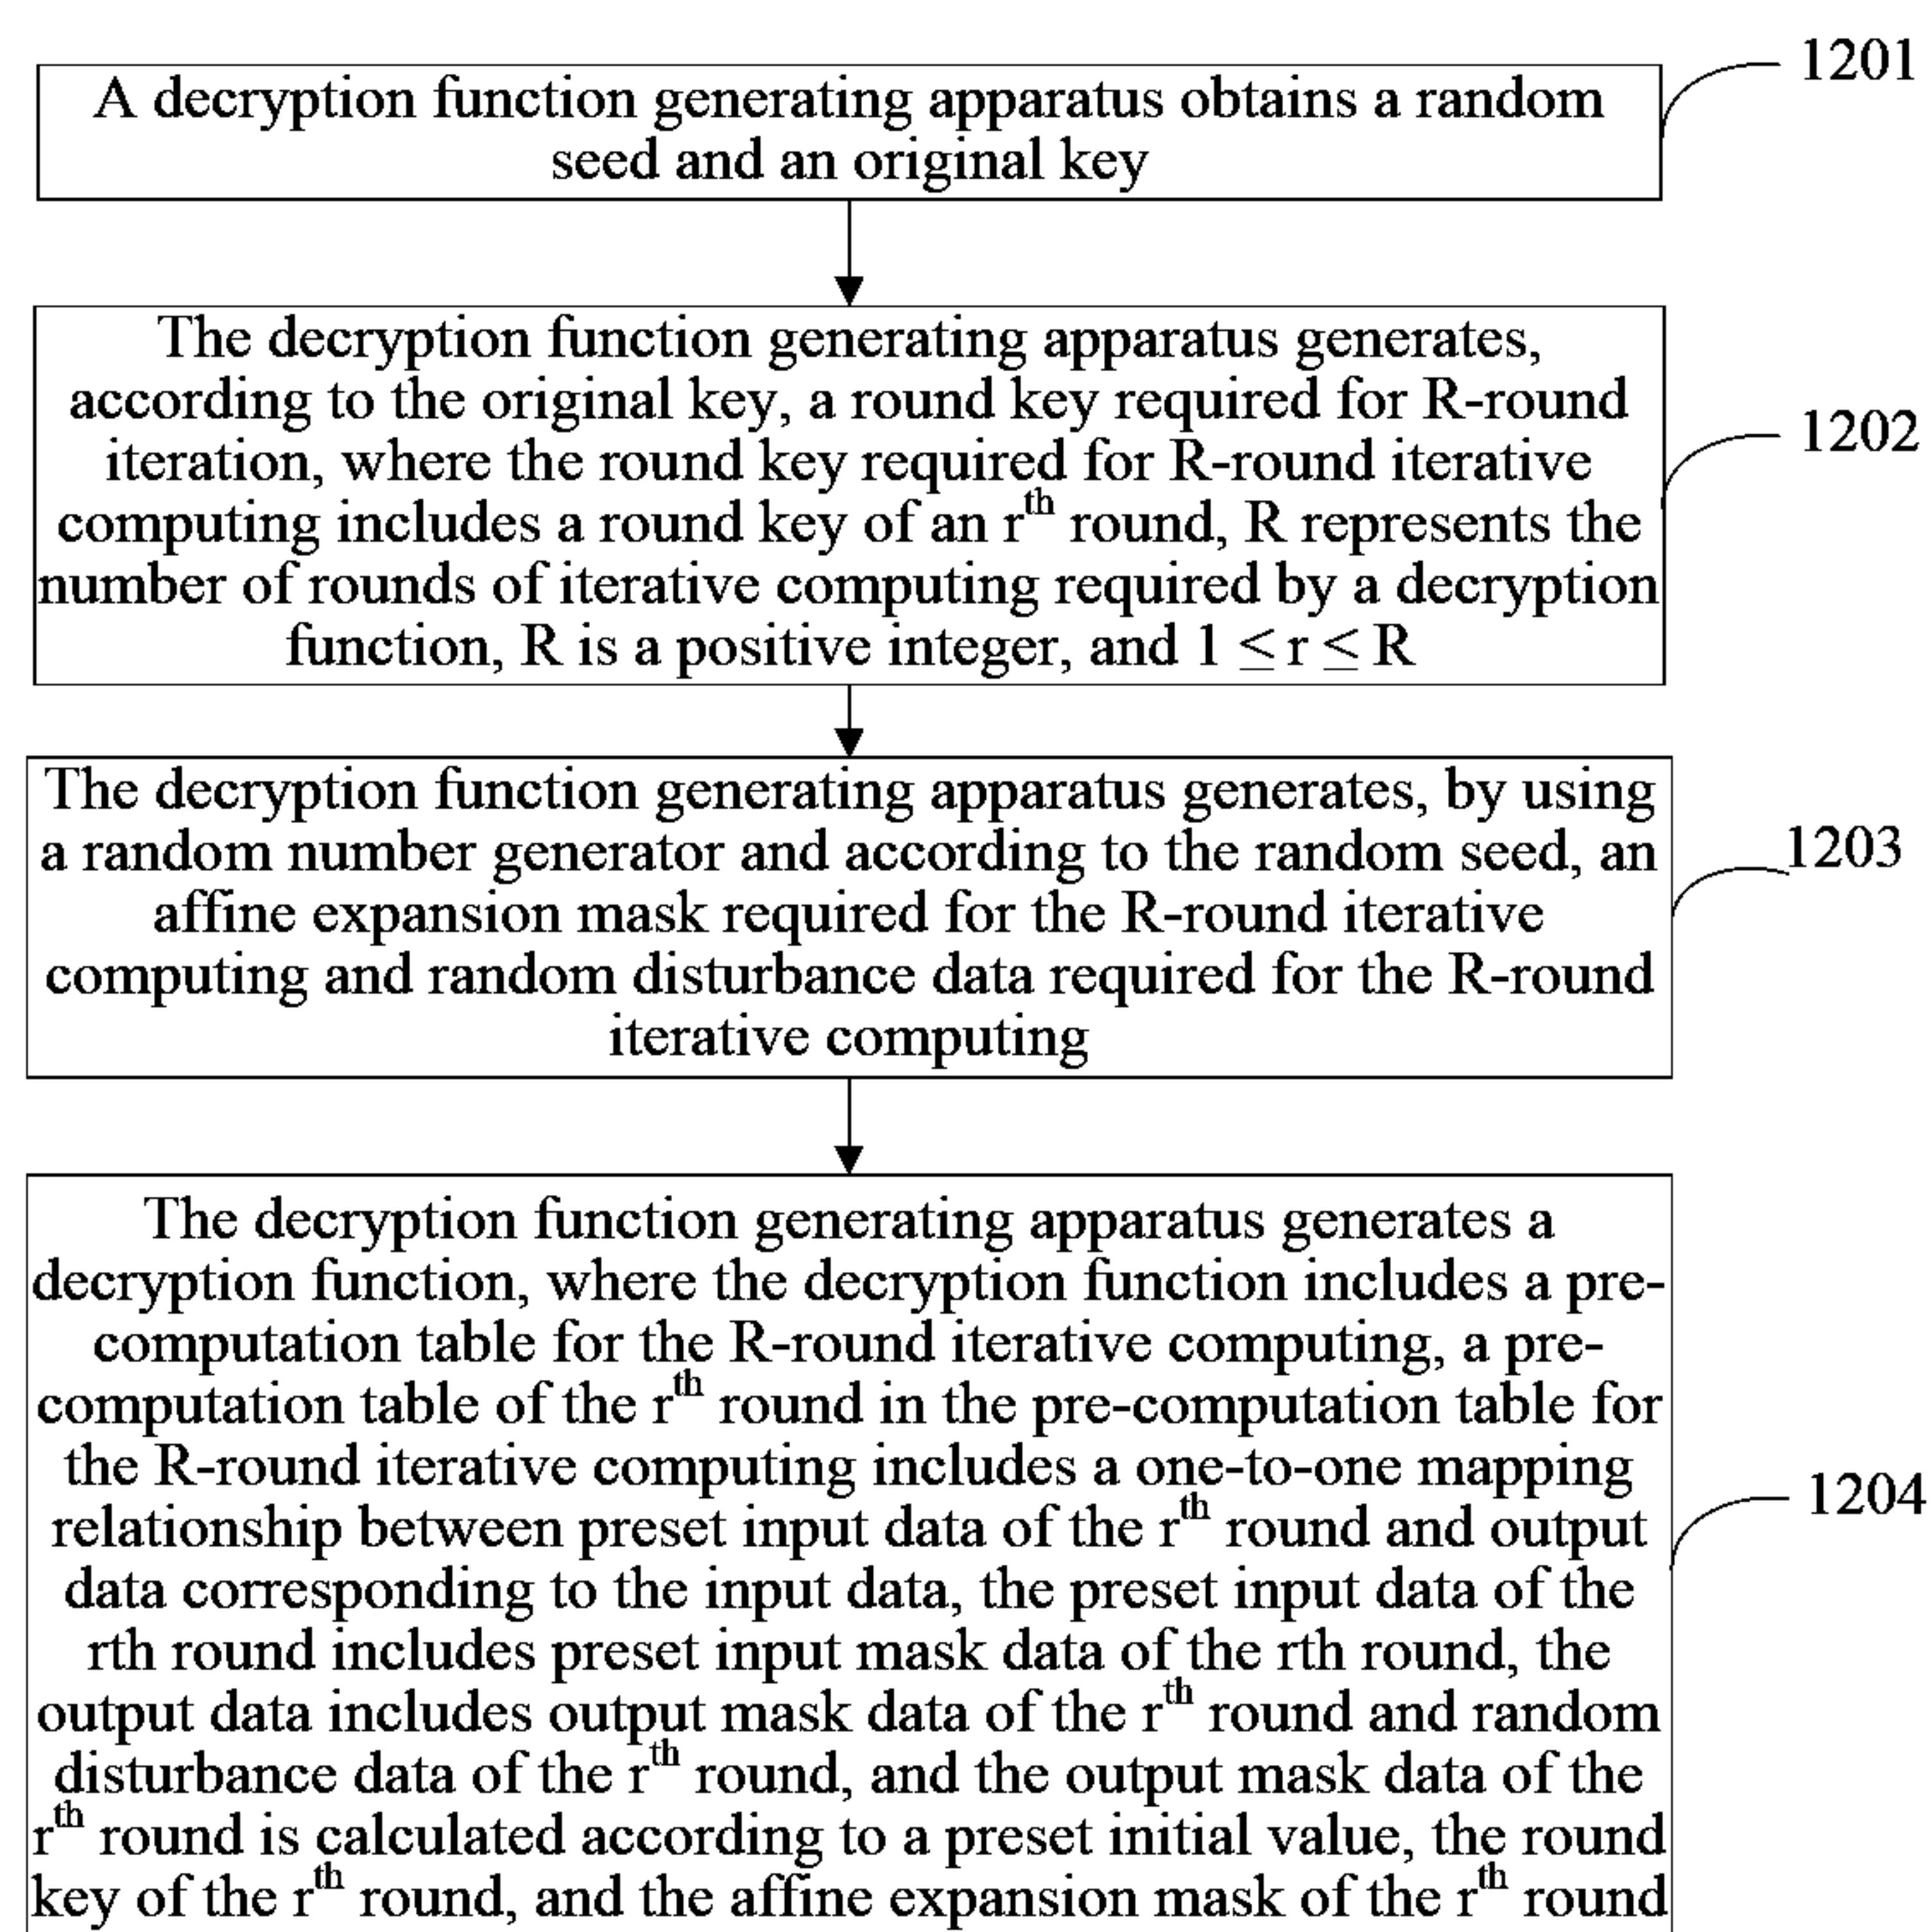 A decryption function generating apparatus obtains a random
seed and an original key
1201
The decryption function generating apparatus generates,
according to the original key, a round key required for R-round
iteration, where the round key required for R-round iterative
computing includes a round key of an rth round, R represents the
number of rounds of iterative computing required by a decryption
function, R is a positive integer, and 1 ≤ r ≤ R
1202
The decryption function generating apparatus generates, by using
a random number generator and according to the random seed, an
affine expansion mask required for the R-round iterative
computing and random disturbance data required for the R-round
iterative computing
1203
The decryption function generating apparatus generates a
decryption function, where the decryption function includes a pre-
computation table for the R-round iterative computing, a pre-
computation table of the rth round in the pre-computation table for
the R-round iterative computing includes a one-to-one mapping
relationship between preset input data of the rth round and output
data corresponding to the input data, the preset input data of the
rth round includes preset input mask data of the rth round, the
output data includes output mask data of the rth round and random
disturbance data of the rth round, and the output mask data of the
rth round is calculated according to a preset initial value, the round
key of the rth round, and the affine expansion mask of the rth round
1204